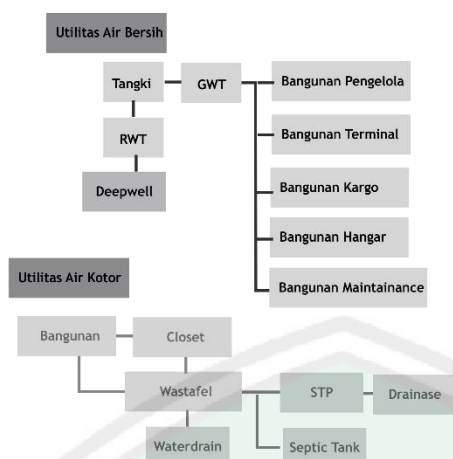 Utilitas Air Bersih
Tangki
GWT
Bangunan Pengelola
RWT
Bangunan Terminal
Deepwell
Bangunan Kargo
Bangunan Hangar
Bangunan Maintainance
Utilitas Air Kotor
Bangunan
Closet
Wastafel
STP
Drainase
Waterdrain
Septic Tank